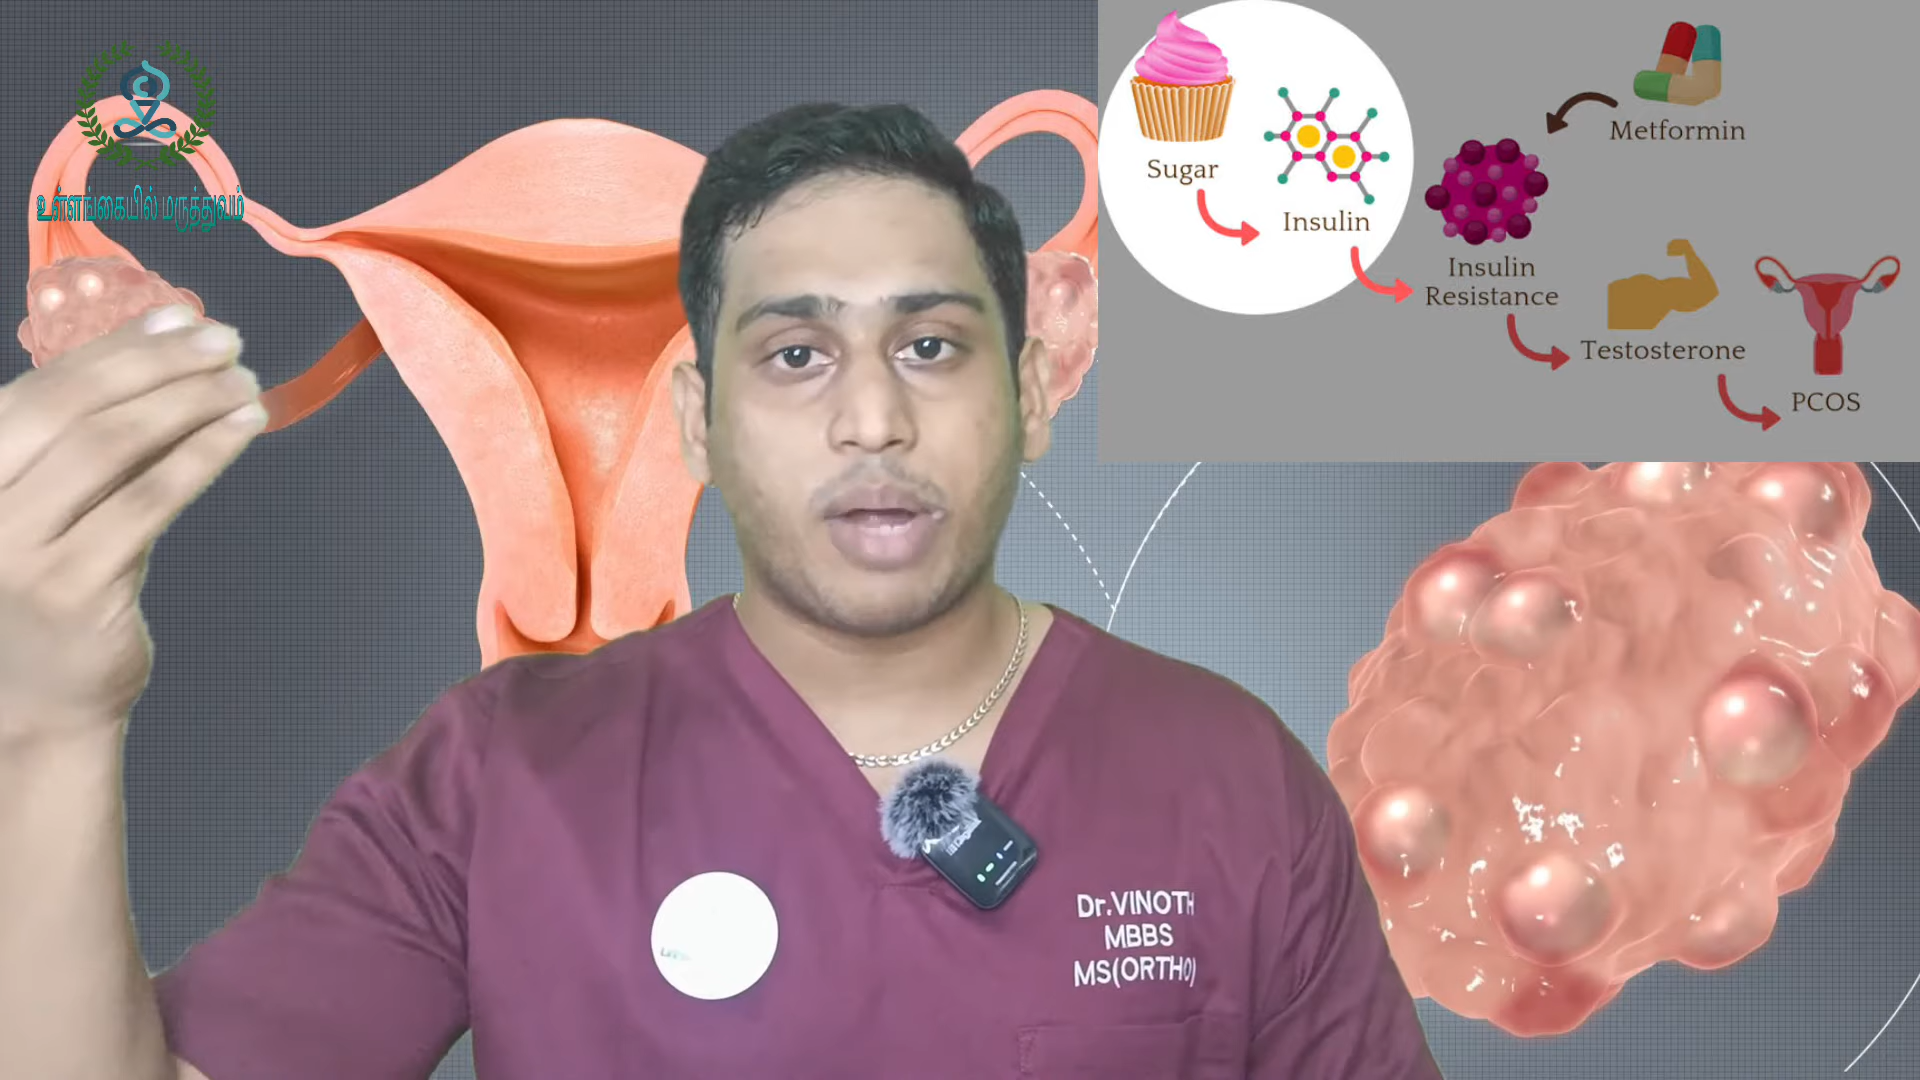 உள்ளங்கையில் மருத்துவம்
Sugar
Insulin
Metformin
Insulin
Resistance
Testosterone
PCOS
Dr.VINOTH
MBBS
MS(ORTHO)